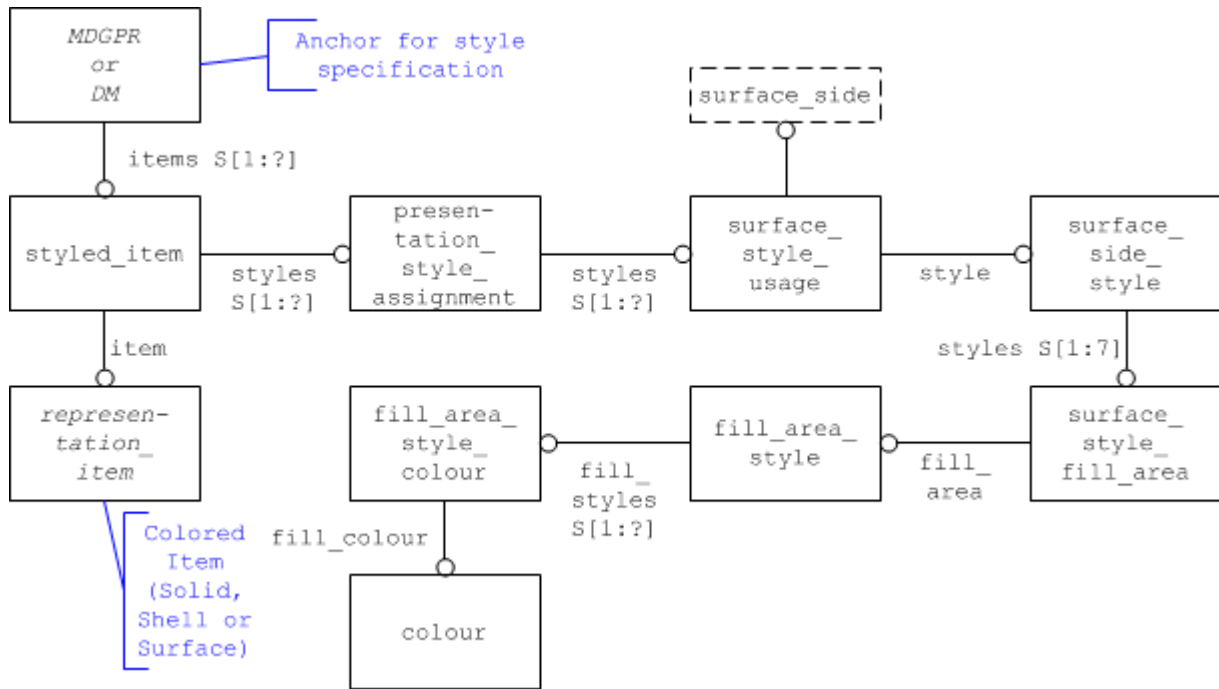 MDGPR
or
DM
Anchor for style
specification
surface_side
items S[1:?]
styled_item
styles
S[1:?]
presen-
tation_
style_
assignment
styles
S[1:?]
surface_
style_
usage
style
surface_
side_
style
item
styles S[1:7]
represen-
tation_
item
fill_area_
style_
colour
fill_
styles
S[1:?]
fill_area_
style
fill_
area
surface_
style_
fill_area
Colored
Item
(Solid,
Shell or
Surface)
fill_colour
colour